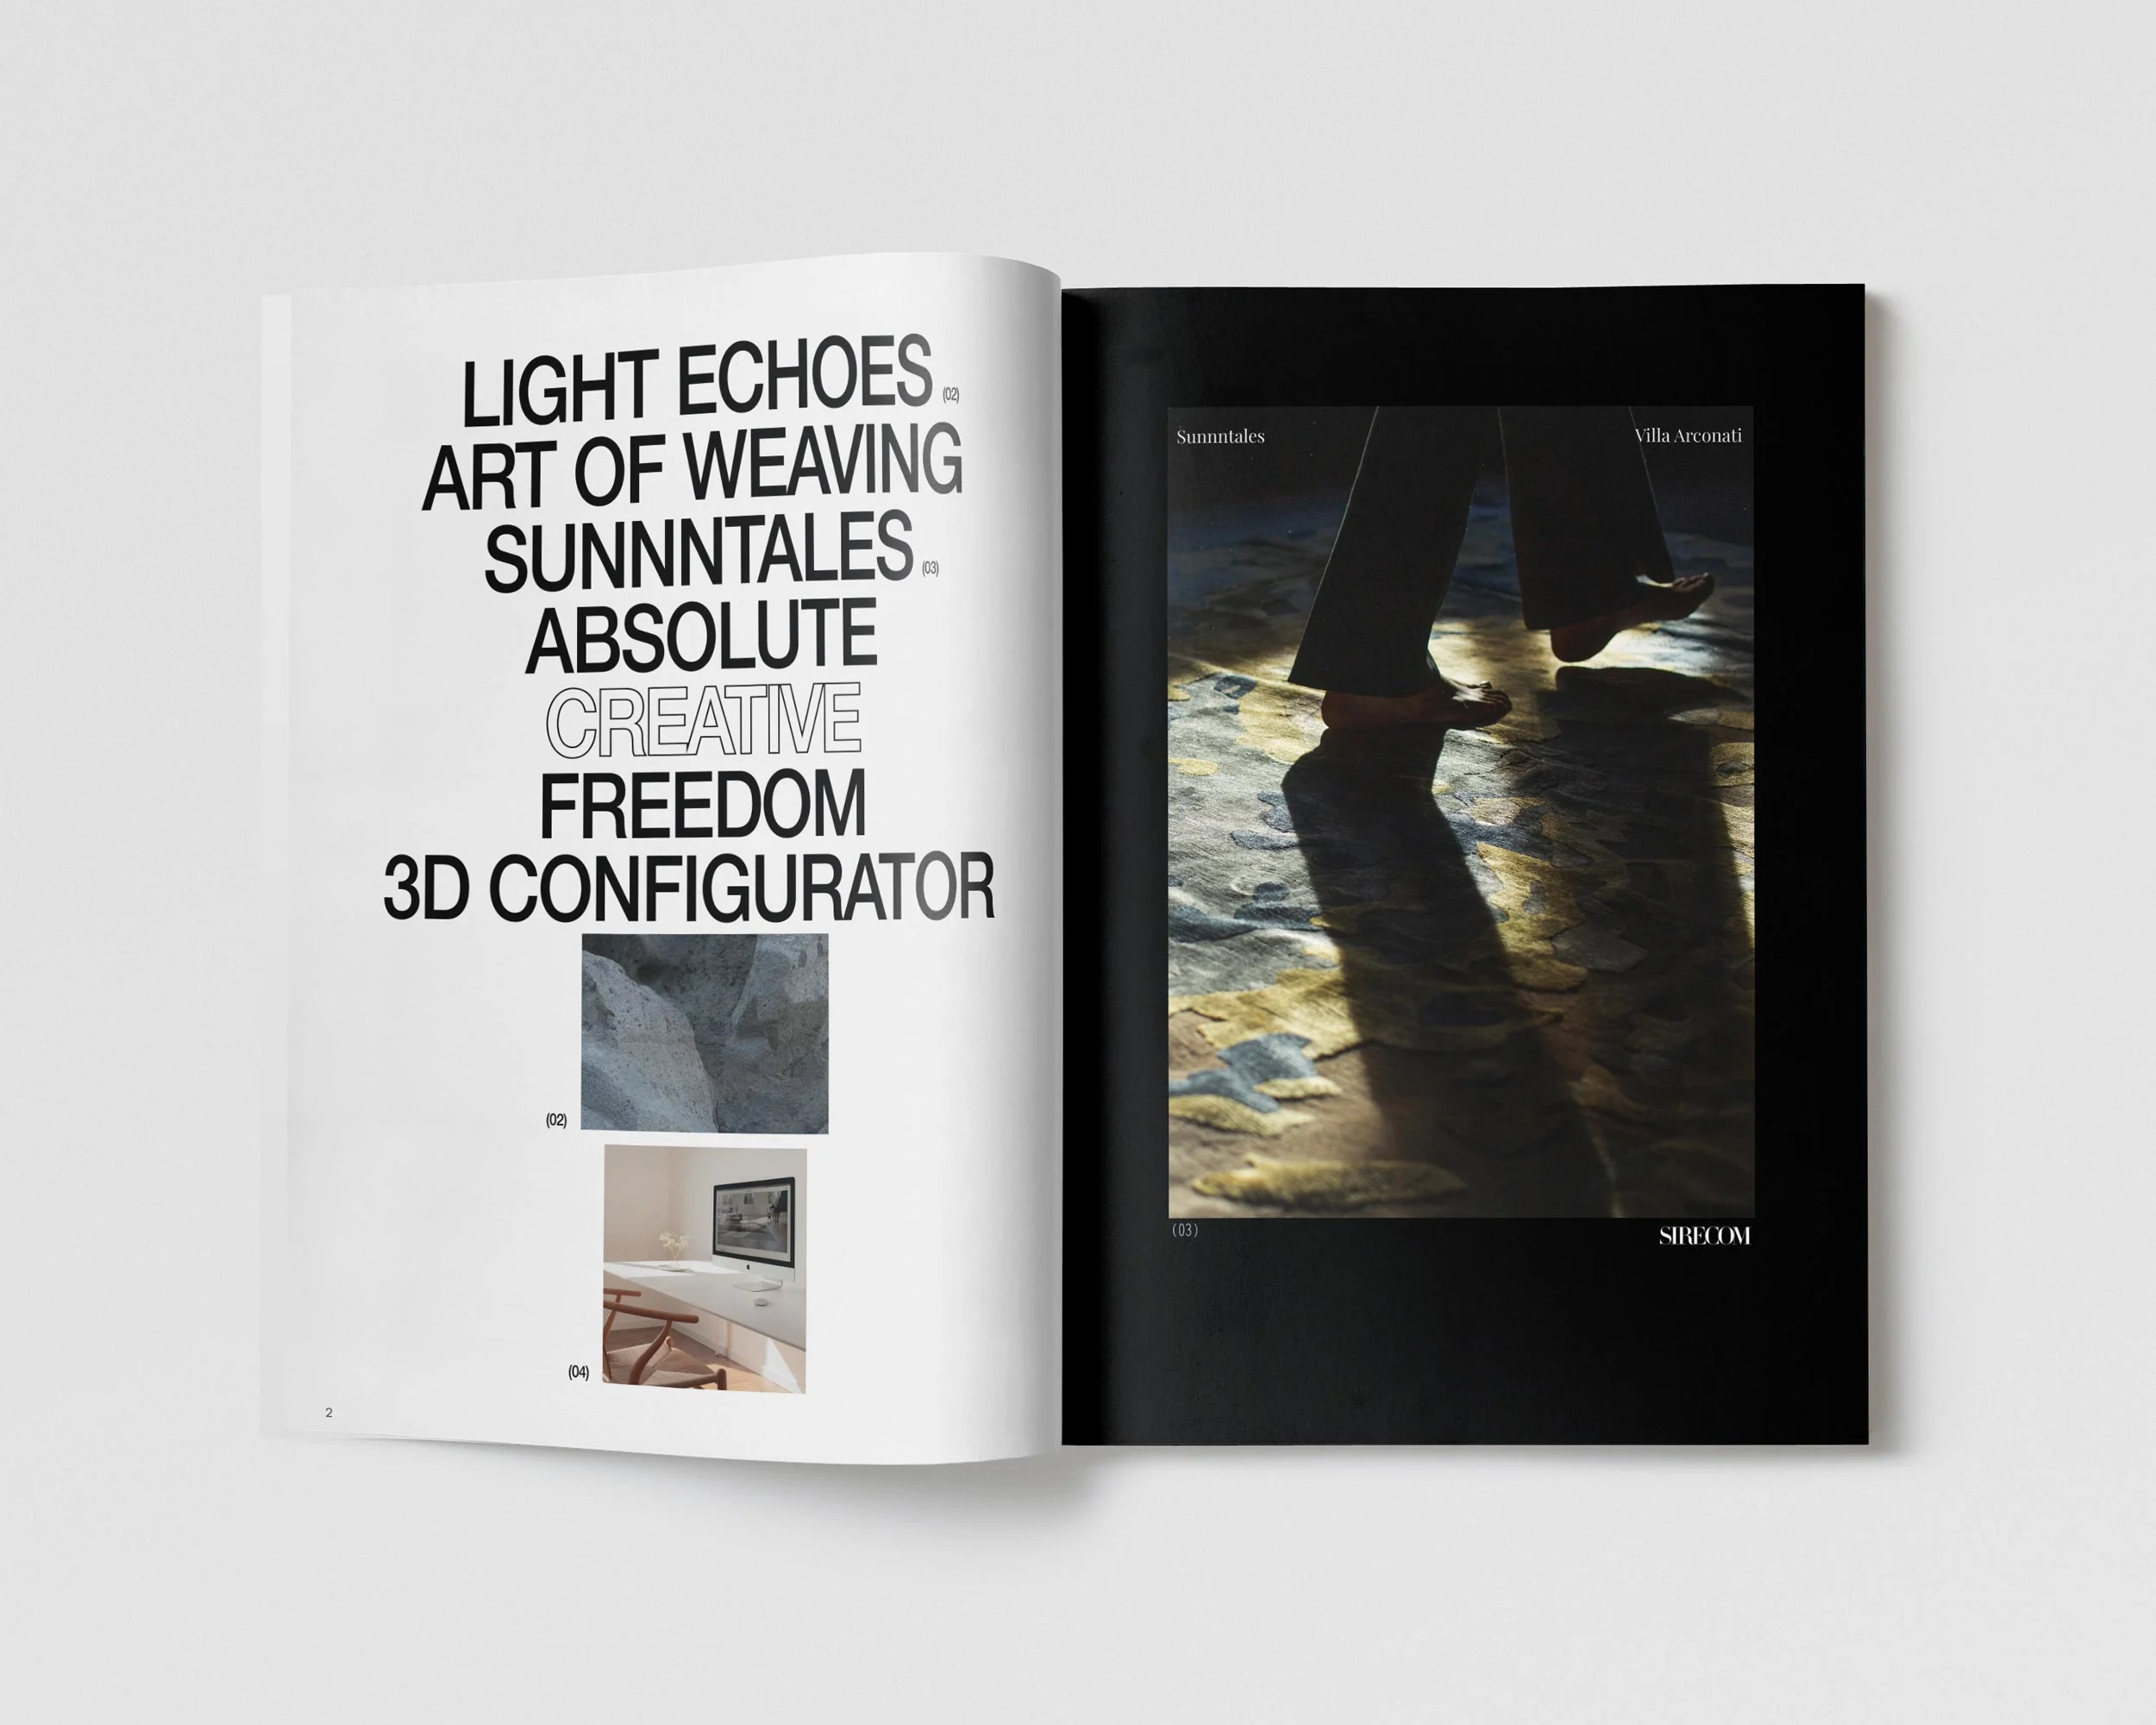 LIGHT ECHOES (02)
ART OF WEAVING
SUNNNTALES (03)
ABSOLUTE
CREATIVE
FREEDOM
3D CONFIGURATOR
(02)
(04)
2
Sunnntales
Villa Arconati
(03)
SIRECOM